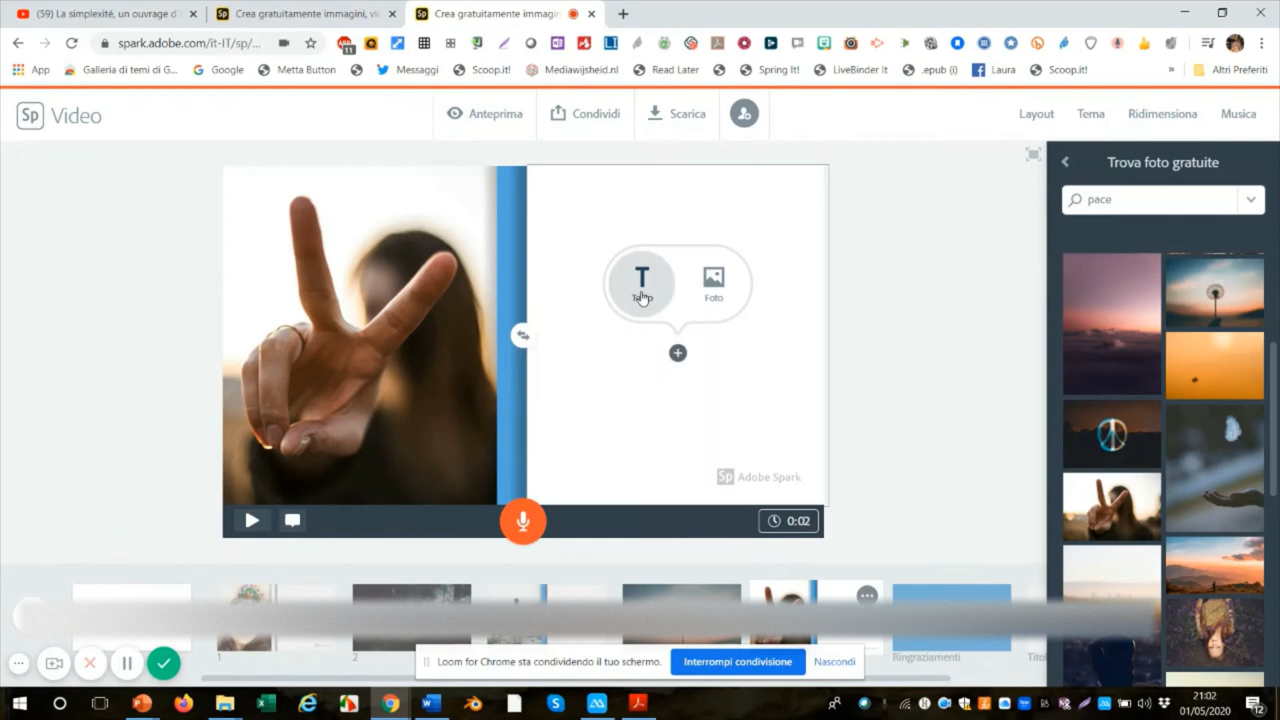 (59) La simplexité, un ouvrage d'
Crea gratuitamente immagini, vi
Crea gratuitamente immagin
spark.adobe.com/it-IT/sp/...
11
App
Galleria di temi di G...
Google
Metta Button
Messaggi
Scoop.it!
Mediawijsheid.nl
Read Later
Spring It!
LiveBinder It
.epub (i)
Laura
Scoop.it!
»
Altri Preferiti
Sp Video
Anteprima
Condividi
Scarica
Layout
Tema
Ridimensiona
Musica
Trova foto gratuite
pace
T
Foto
Sp Adobe Spark
0:02
1
2
Ringraziamenti
Loom for Chrome sta condividendo il tuo schermo.
Interrompi condivisione
Nascondi
21:02
01/05/2020
12